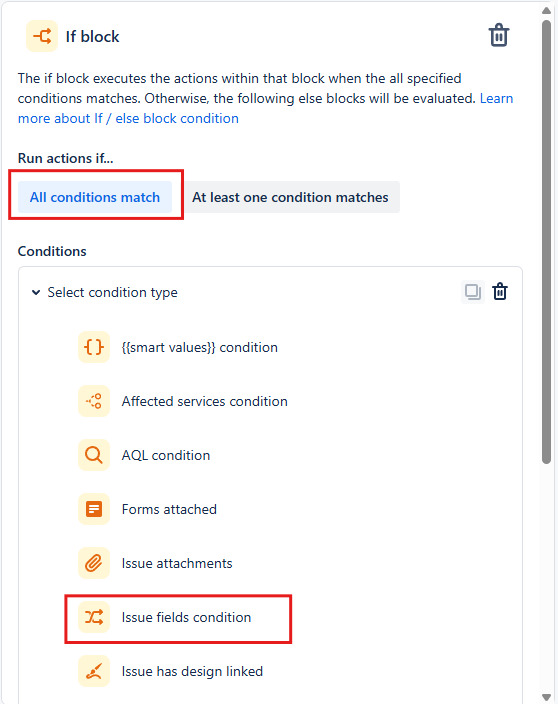 If block
The if block executes the actions within that block when the all specified
conditions matches. Otherwise, the following else blocks will be evaluated. Learn
more about If / else block condition
Run actions if...
All conditions match
At least one condition matches
Conditions
Select condition type
{{smart values}} condition
Affected services condition
AQL condition
Forms attached
Issue attachments
Issue fields condition
Issue has design linked